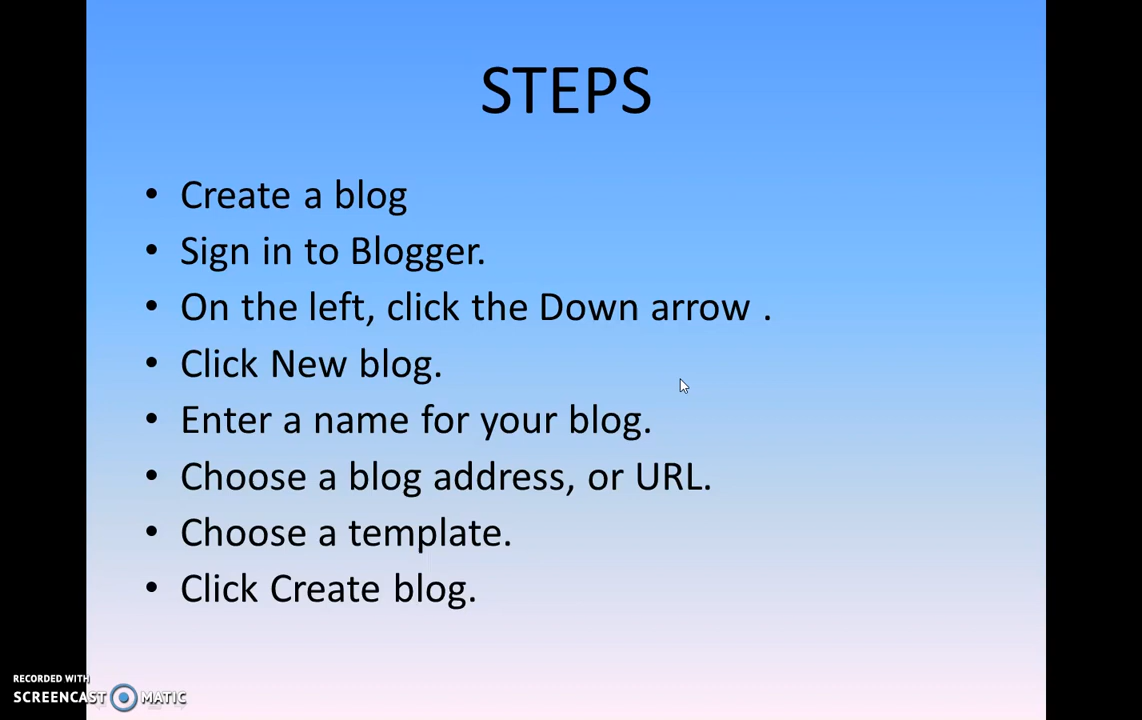 STEPS
• Create a blog
• Sign in to Blogger.
• On the left, click the Down arrow .
• Click New blog.
• Enter a name for your blog.
• Choose a blog address, or URL.
• Choose a template.
• Click Create blog.
RECORDED WITH
SCREENCAST MATIC